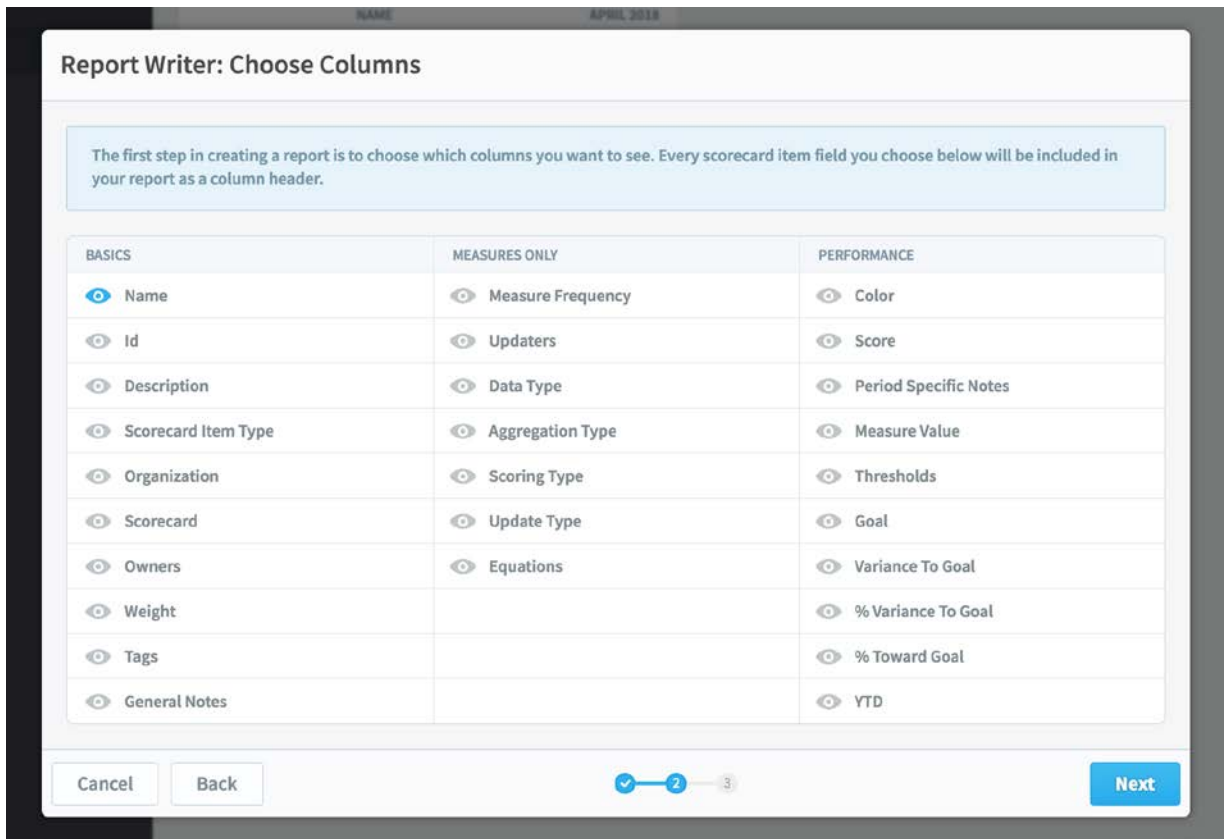 NAME APRIL 2018
Report Writer: Choose Columns
The first step in creating a report is to choose which columns you want to see. Every scorecard item field you choose below will be included in
your report as a column header.
BASICS MEASURES ONLY PERFORMANCE
Name Measure Frequency Color
Id Updaters Score
Description Data Type Period Specific Notes
Scorecard Item Type Aggregation Type Measure Value
Organization Scoring Type Thresholds
Scorecard Update Type Goal
Owners Equations Variance To Goal
Weight % Variance To Goal
Tags % Toward Goal
General Notes YTD
Cancel Back 2 3 Next